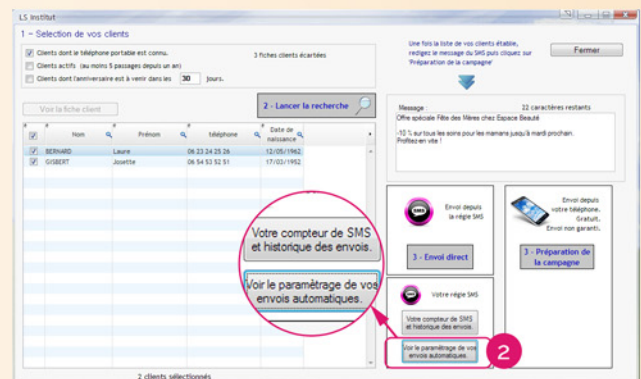 LS Institut
1 - Selection de vos clients
Clients dont le téléphone portable est connu.
Clients actifs (au moins 5 passages depuis un an)
Clients dont l'anniversaire est à venir dans les 30 jours.
3 fiches clients écartées
Une fois la liste de vos clients établie,
redigez le message du SMS puis cliquez sur
'Préparation de la campagne'
Fermer
Voir la fiche client
2 - Lancer la recherche
Nom Prénom téléphone Date de naissance
BERNARD Laure 06 23 24 25 26 12/05/1962
GISBERT Josette 06 54 53 52 51 17/03/1952
2 clients sélectionnés
Message : 22 caractères restants
Offre spéciale Fête des Mères chez Espace Beauté
-10 % sur tous les soins pour les mamans jusqu'à mardi prochain.
Profitez-en vite !
SMS
Envoi depuis
la régie SMS
3 - Envoi direct
Envoi depuis
votre téléphone.
Gratuit.
Envoi non garanti.
3 - Préparation de
la campagne
SMS
Votre régie SMS
Votre compteur de SMS
et historique des envois.
Voir le paramètrage de vos
envois automatiques.
Votre compteur de SMS
et historique des envois.
Voir le paramètrage de vos
envois automatiques.
2